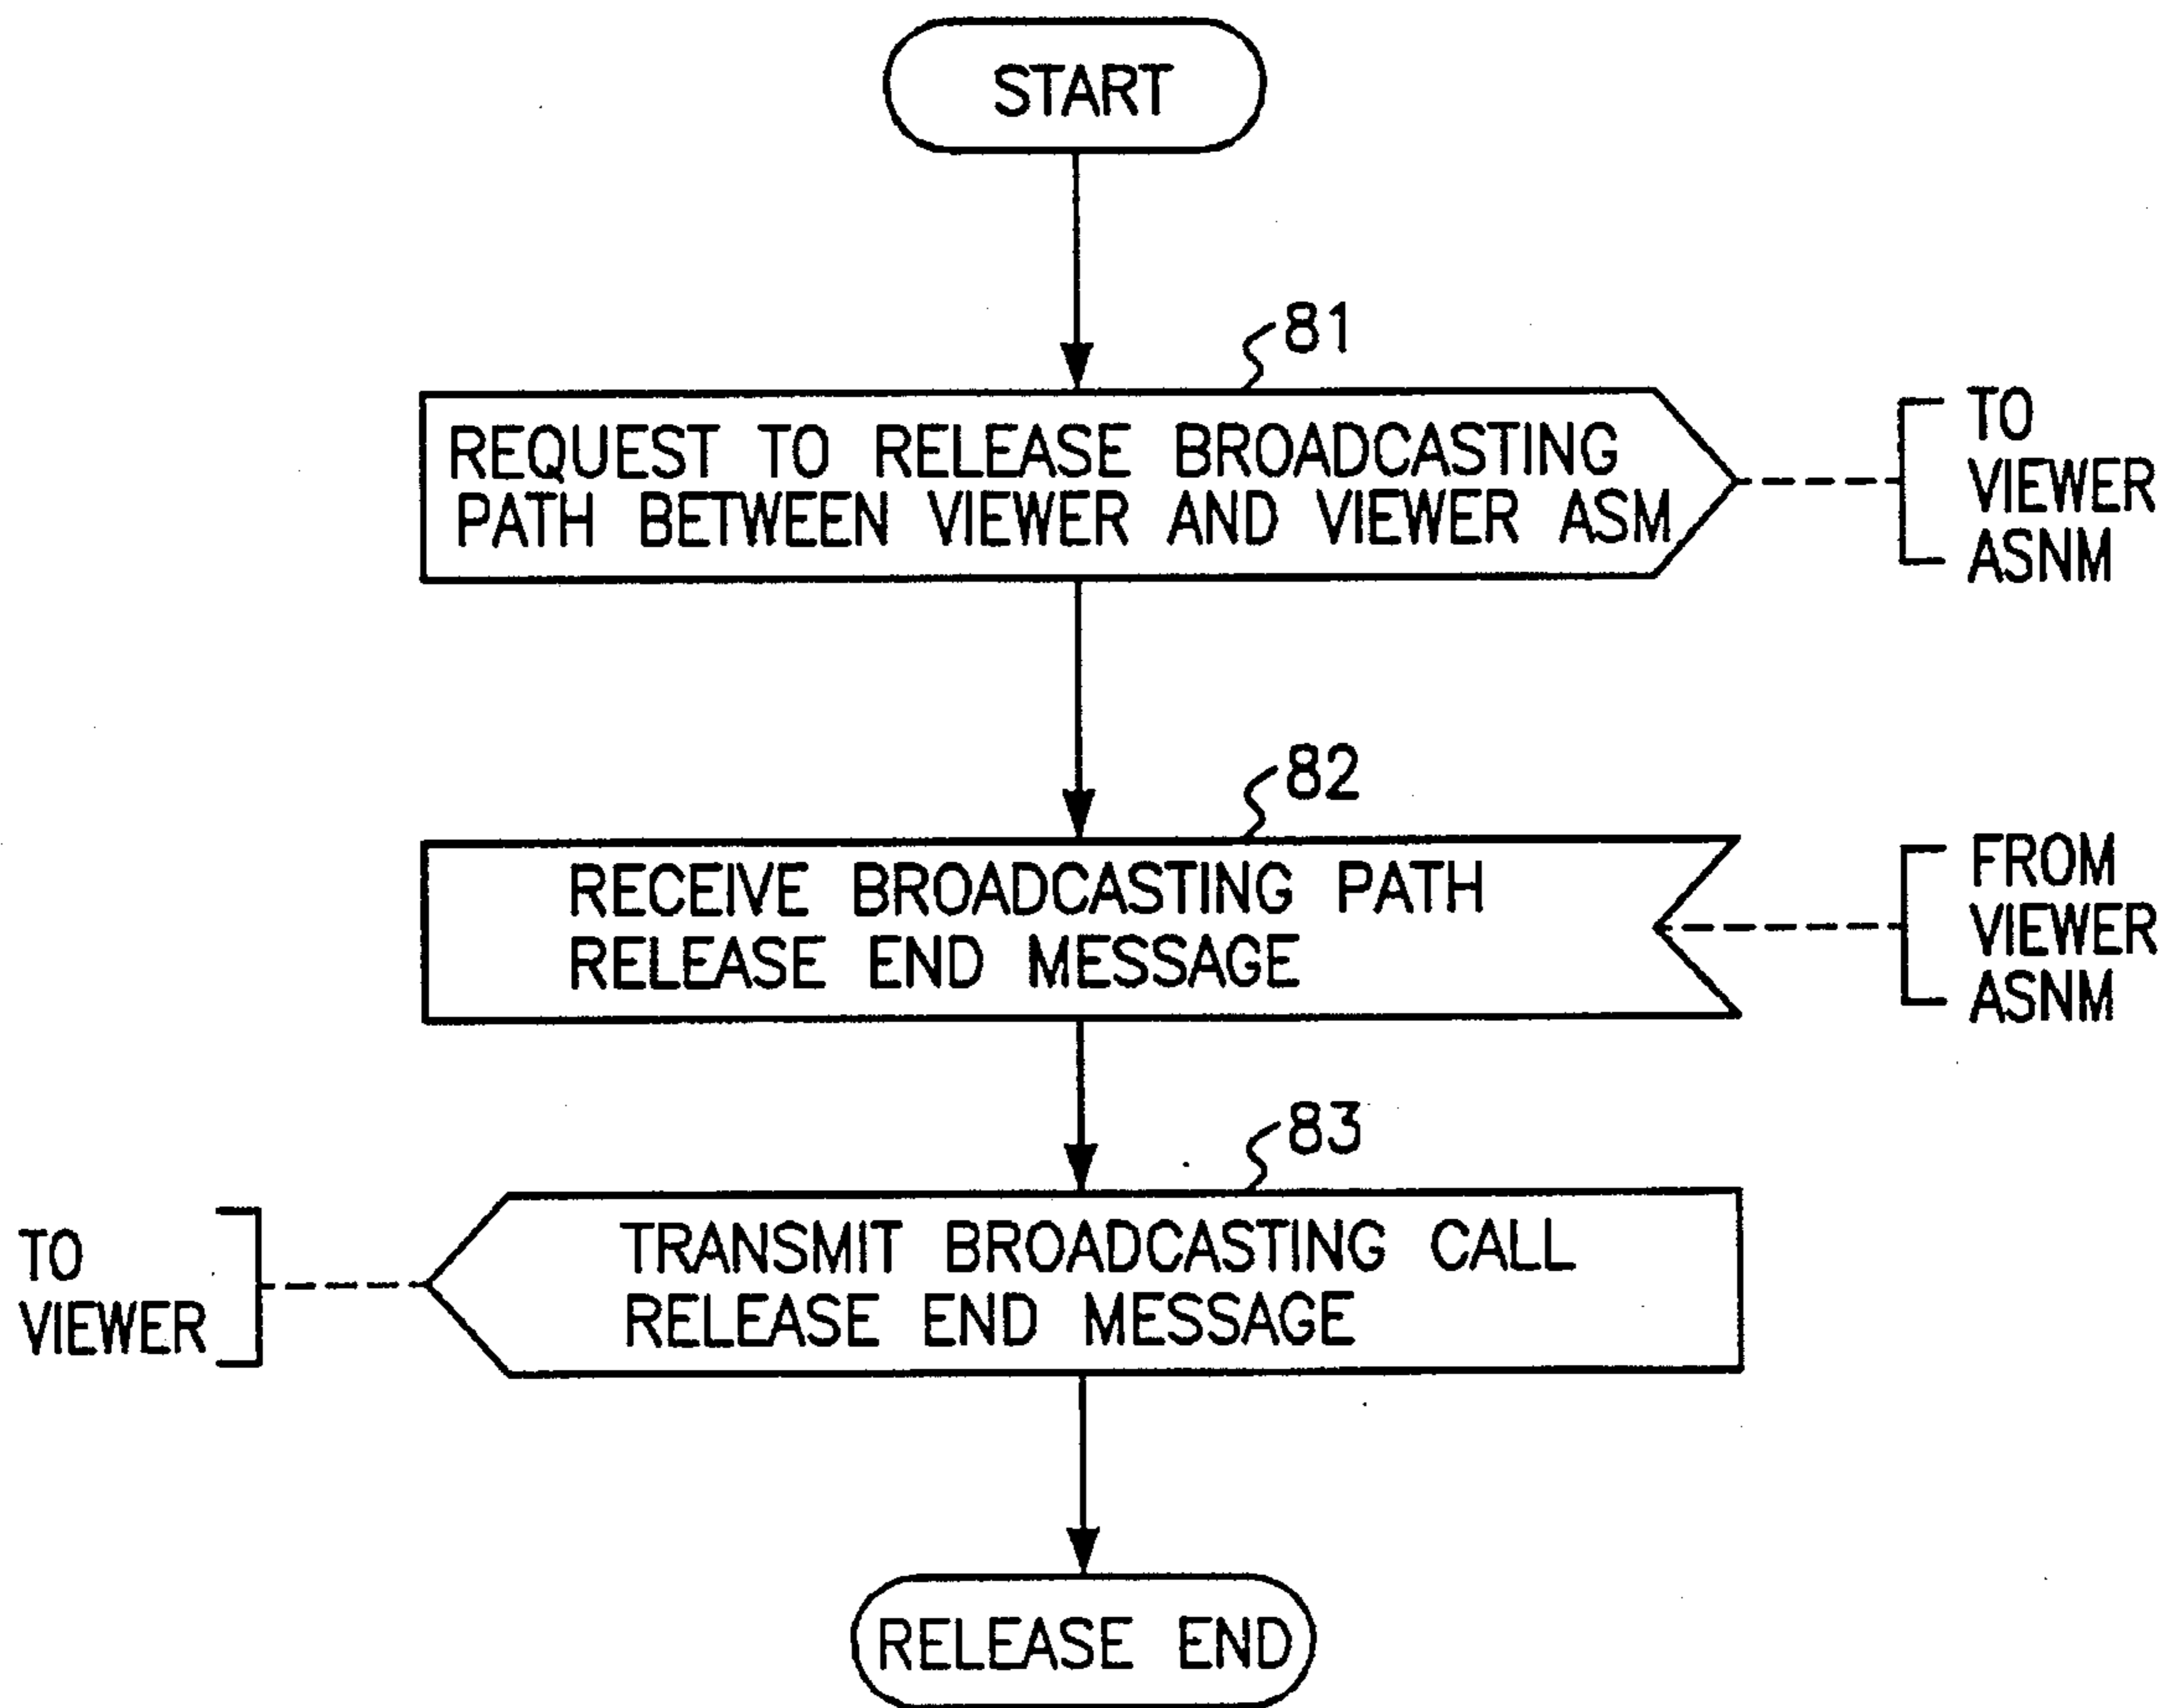 START
81
REQUEST TO RELEASE BROADCASTING
PATH BETWEEN VIEWER AND VIEWER ASM
TO
VIEWER
ASNM
82
RECEIVE BROADCASTING PATH
RELEASE END MESSAGE
FROM
VIEWER
ASNM
83
TRANSMIT BROADCASTING CALL
RELEASE END MESSAGE
TO
VIEWER
RELEASE END